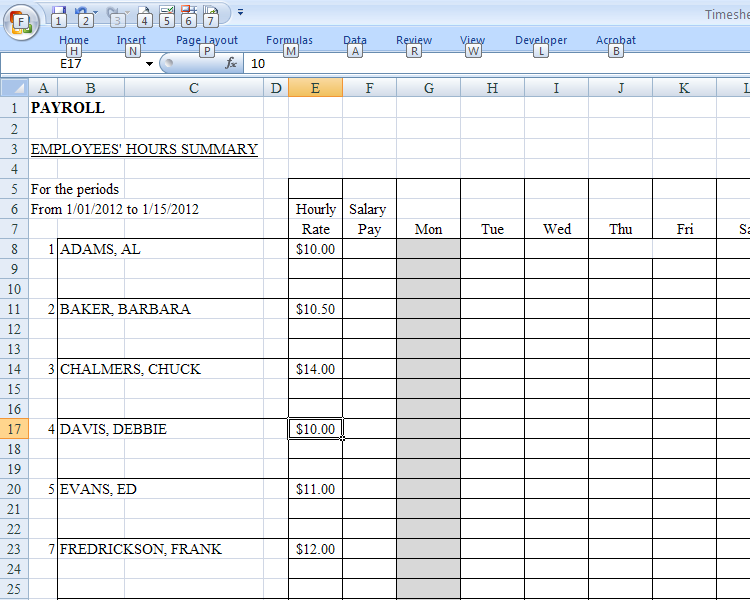 F 1 2 3 4 5 6 7 Timeshe
Home Insert Page Layout Formulas Data Review View Developer Acrobat
H N P M A R W L B
E17 fx 10
A B C D E F G H I J K L
1 PAYROLL
2
3 EMPLOYEES' HOURS SUMMARY
4
5 For the periods
6 From 1/01/2012 to 1/15/2012 Hourly Salary
7 Rate Pay Mon Tue Wed Thu Fri Sa
8 1 ADAMS, AL $10.00
9
10
11 2 BAKER, BARBARA $10.50
12
13
14 3 CHALMERS, CHUCK $14.00
15
16
17 4 DAVIS, DEBBIE $10.00
18
19
20 5 EVANS, ED $11.00
21
22
23 7 FREDRICKSON, FRANK $12.00
24
25